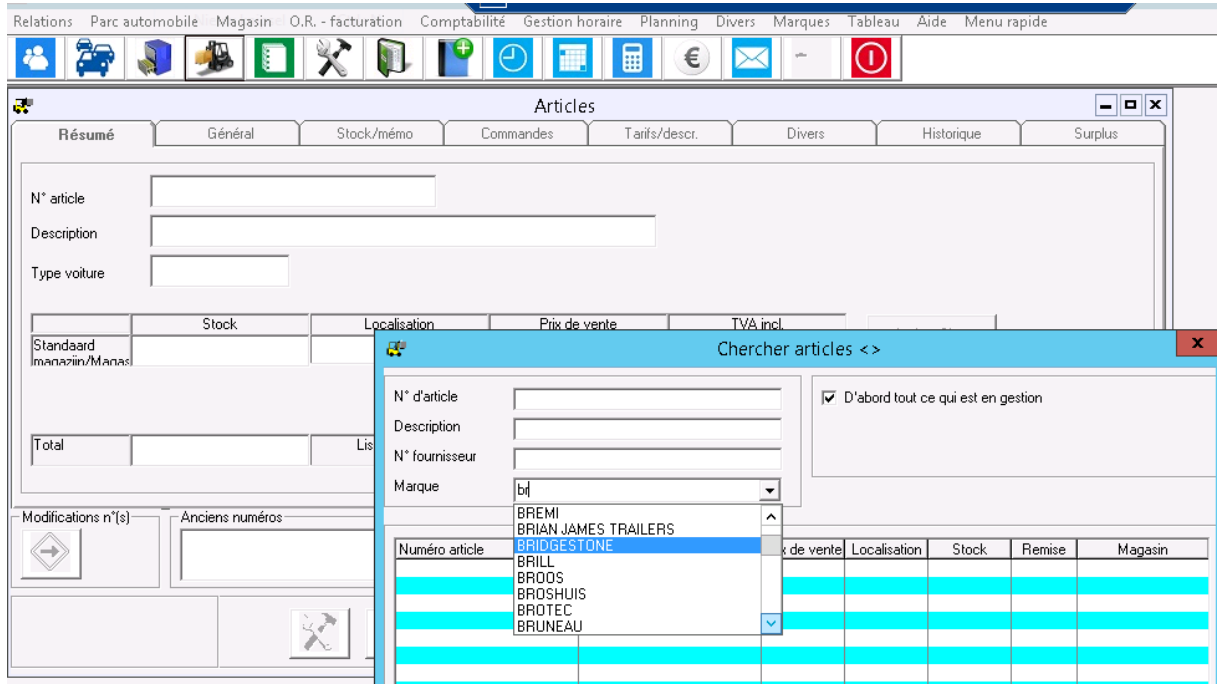 Relations Parc automobile Magasin O.R. - facturation Comptabilité Gestion horaire Planning Divers Marques Tableau Aide Menu rapide
Articles
Résumé Général Stock/mémo Commandes Tarifs/descr. Divers Historique Surplus
N° article
Description
Type voiture
Stock Localisation Prix de vente TVA incl.
Standaard
magazijn/Magas
Total Lis
Modifications n°(s) Anciens numéros
Chercher articles <>
N° d'article
D'abord tout ce qui est en gestion
Description
N° fournisseur
Marque br
BREMI
BRIAN JAMES TRAILERS
BRIDGESTONE
BRILL
BROOS
BROSHUIS
BROTEC
BRUNEAU
Numéro article de vente Localisation Stock Remise Magasin